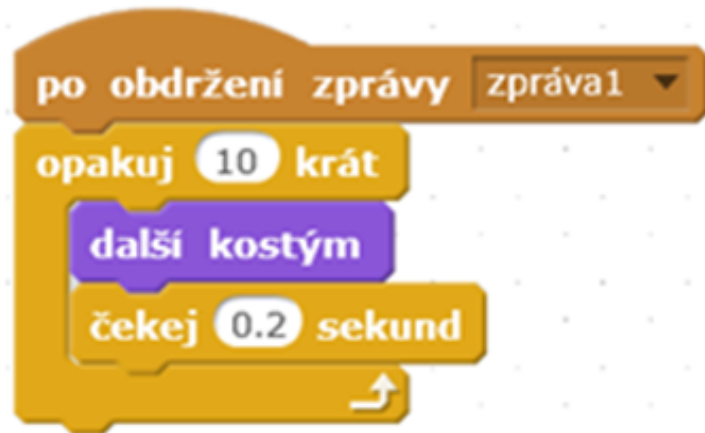 po obdržení zprávy zpráva1
opakuj 10 krát
další kostým
čekej 0.2 sekund